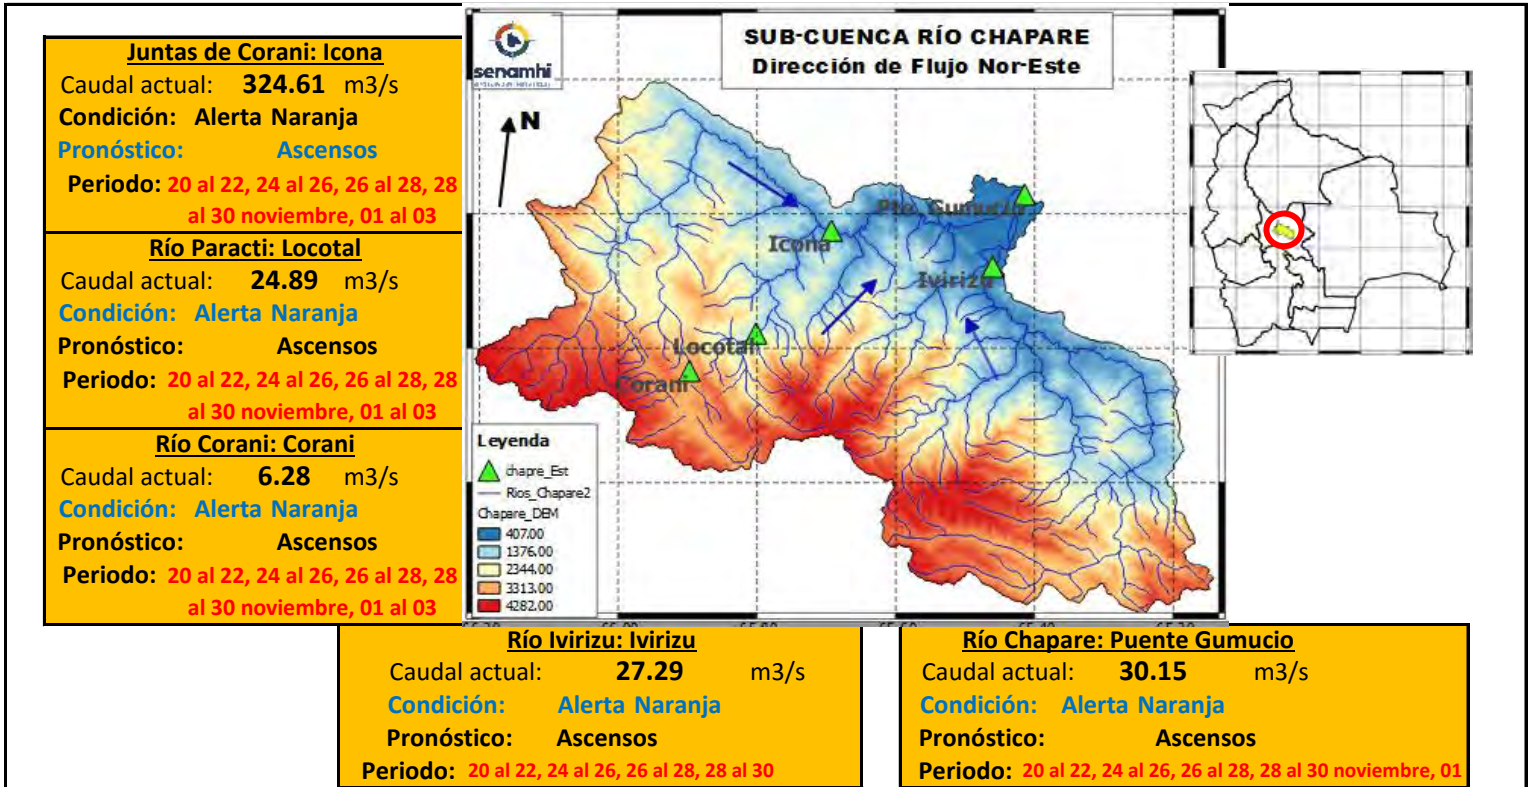 Juntas de Corani: Icona
Caudal actual: 324.61 m3/s
Condición: Alerta Naranja
Pronóstico: Ascensos
Periodo: 20 al 22, 24 al 26, 26 al 28, 28
al 30 noviembre, 01 al 03
Río Paracti: Locotal
Caudal actual: 24.89 m3/s
Condición: Alerta Naranja
Pronóstico: Ascensos
Periodo: 20 al 22, 24 al 26, 26 al 28, 28
al 30 noviembre, 01 al 03
Río Corani: Corani
Caudal actual: 6.28 m3/s
Condición: Alerta Naranja
Pronóstico: Ascensos
Periodo: 20 al 22, 24 al 26, 26 al 28, 28
al 30 noviembre, 01 al 03
senamhi
SUB-CUENCA RÍO CHAPARE
Dirección de Flujo Nor-Este
N
Pto. Gumucio
Icona
Ivirizu
Locotal
Corani
Leyenda
chapre_Est
Rios_Chapare2
Chapare_DEM
407.00
1376.00
2344.00
3313.00
4282.00
Río Ivirizu: Ivirizu
Caudal actual: 27.29 m3/s
Condición: Alerta Naranja
Pronóstico: Ascensos
Periodo: 20 al 22, 24 al 26, 26 al 28, 28 al 30
Río Chapare: Puente Gumucio
Caudal actual: 30.15 m3/s
Condición: Alerta Naranja
Pronóstico: Ascensos
Periodo: 20 al 22, 24 al 26, 26 al 28, 28 al 30 noviembre, 01